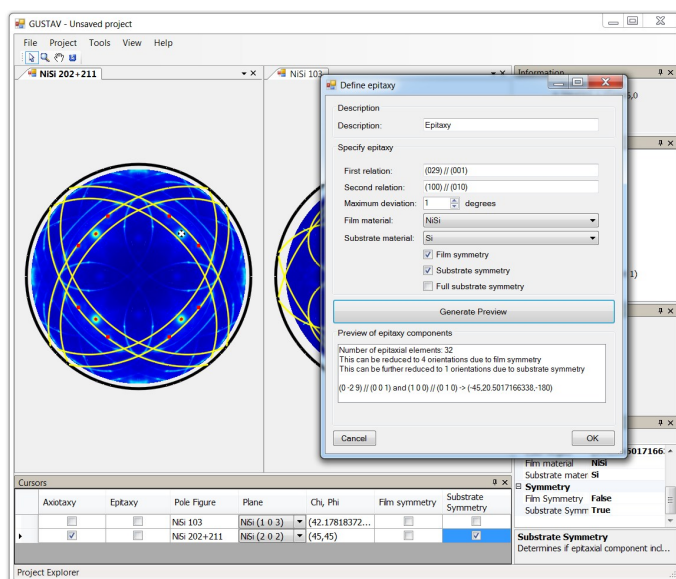 GUSTAV - Unsaved project
File Project Tools View Help
NiSi 202+211
NiSi 103
Information
Define epitaxy
Description
Description: Epitaxy
Specify epitaxy
First relation: (029) // (001)
Second relation: (100) // (010)
Maximum deviation: 1 degrees
Film material: NiSi
Substrate material: Si
Film symmetry
Substrate symmetry
Full substrate symmetry
Generate Preview
Preview of epitaxy components
Number of epitaxial elements: 32
This can be reduced to 4 orientations due to film symmetry
This can be further reduced to 1 orientations due to substrate symmetry
(0 -2 9) // (0 0 1) and (1 0 0) // (0 1 0) -> (-45,20.5017166338,-180)
Cancel OK
5,0
1)
5017166:
Film material NiSi
Substrate mater Si
Symmetry
Film Symmetry False
Substrate Symm True
Substrate Symmetry
Determines if epitaxial component incl...
Cursors
Axiotaxy Epitaxy Pole Figure Plane Chi, Phi Film symmetry Substrate Symmetry
NiSi 103 NiSi (1 0 3) (42.17818372...
NiSi 202+211 NiSi (2 0 2) (45,45)
Project Explorer